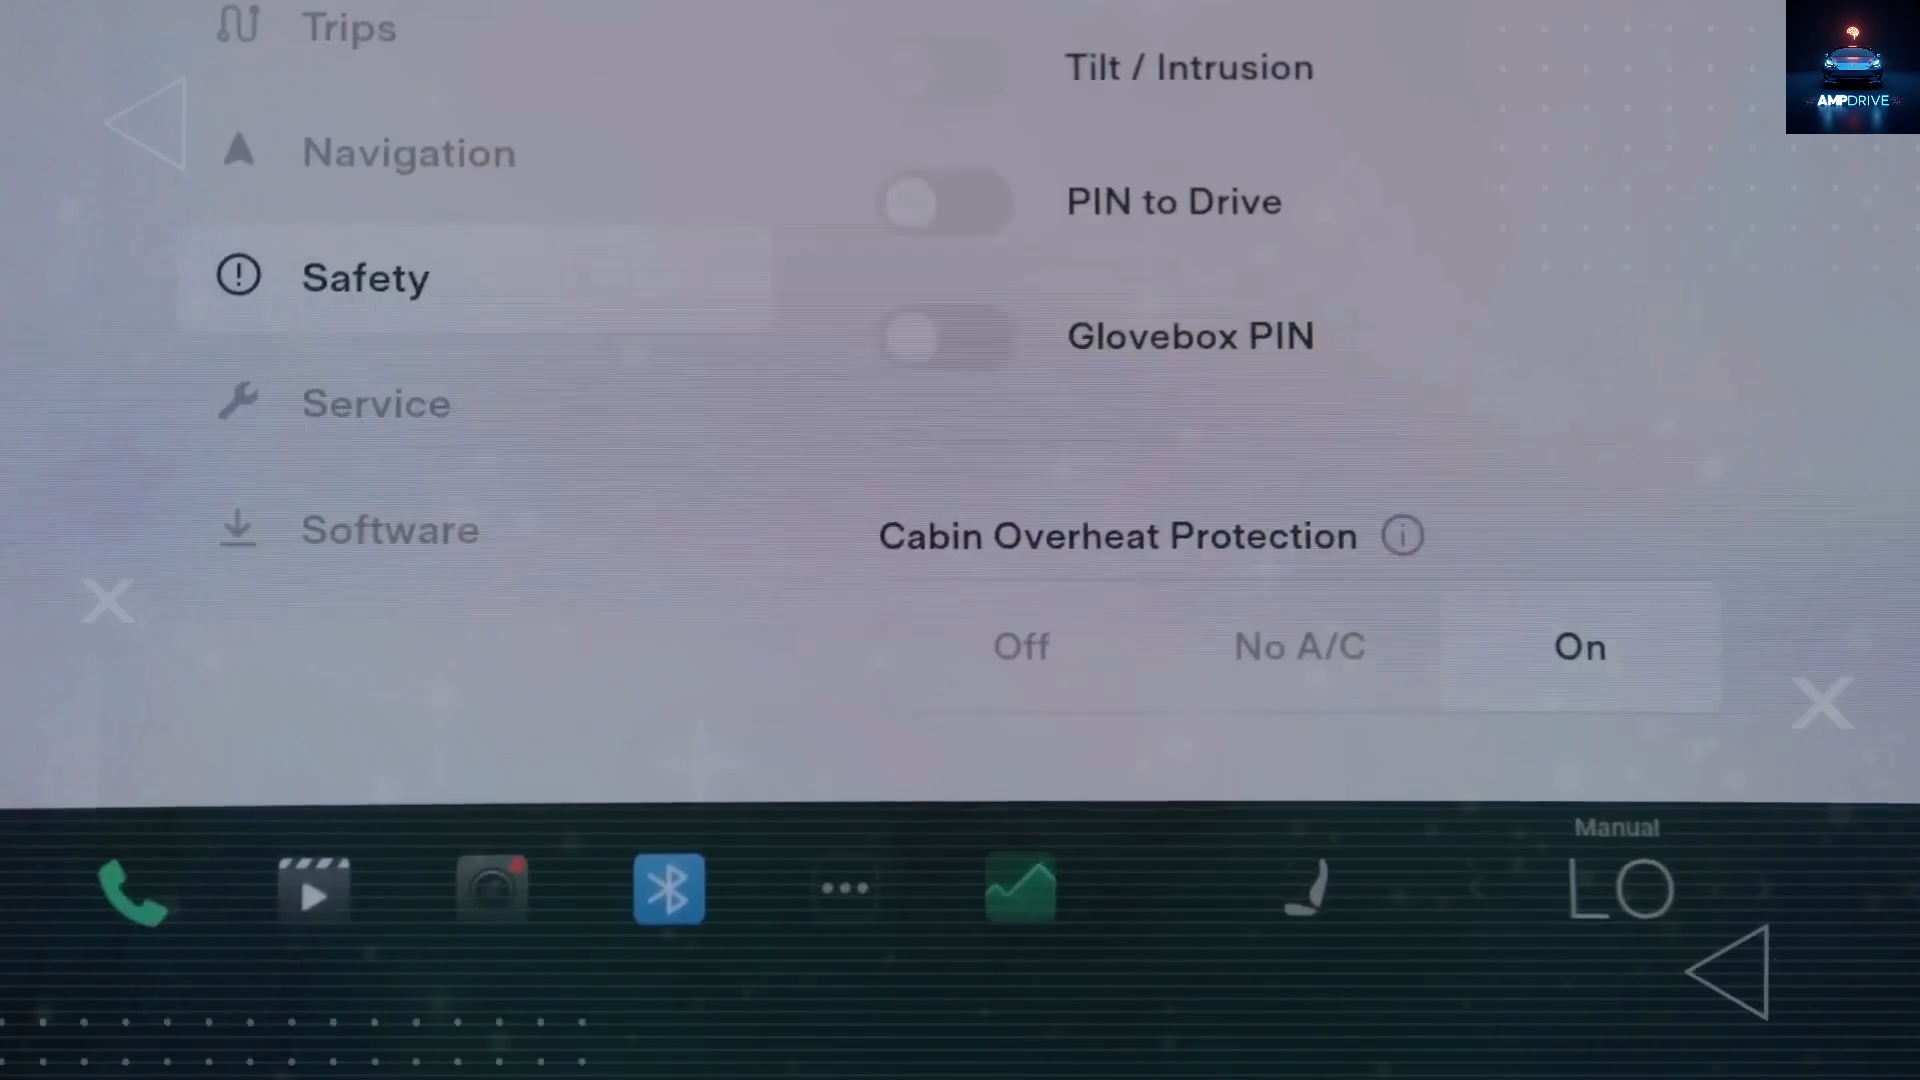 Trips
Navigation
Safety
Service
Software
Tilt / Intrusion
PIN to Drive
Glovebox PIN
Cabin Overheat Protection
Off
No A/C
On
Manual
LO
AMPDRIVE